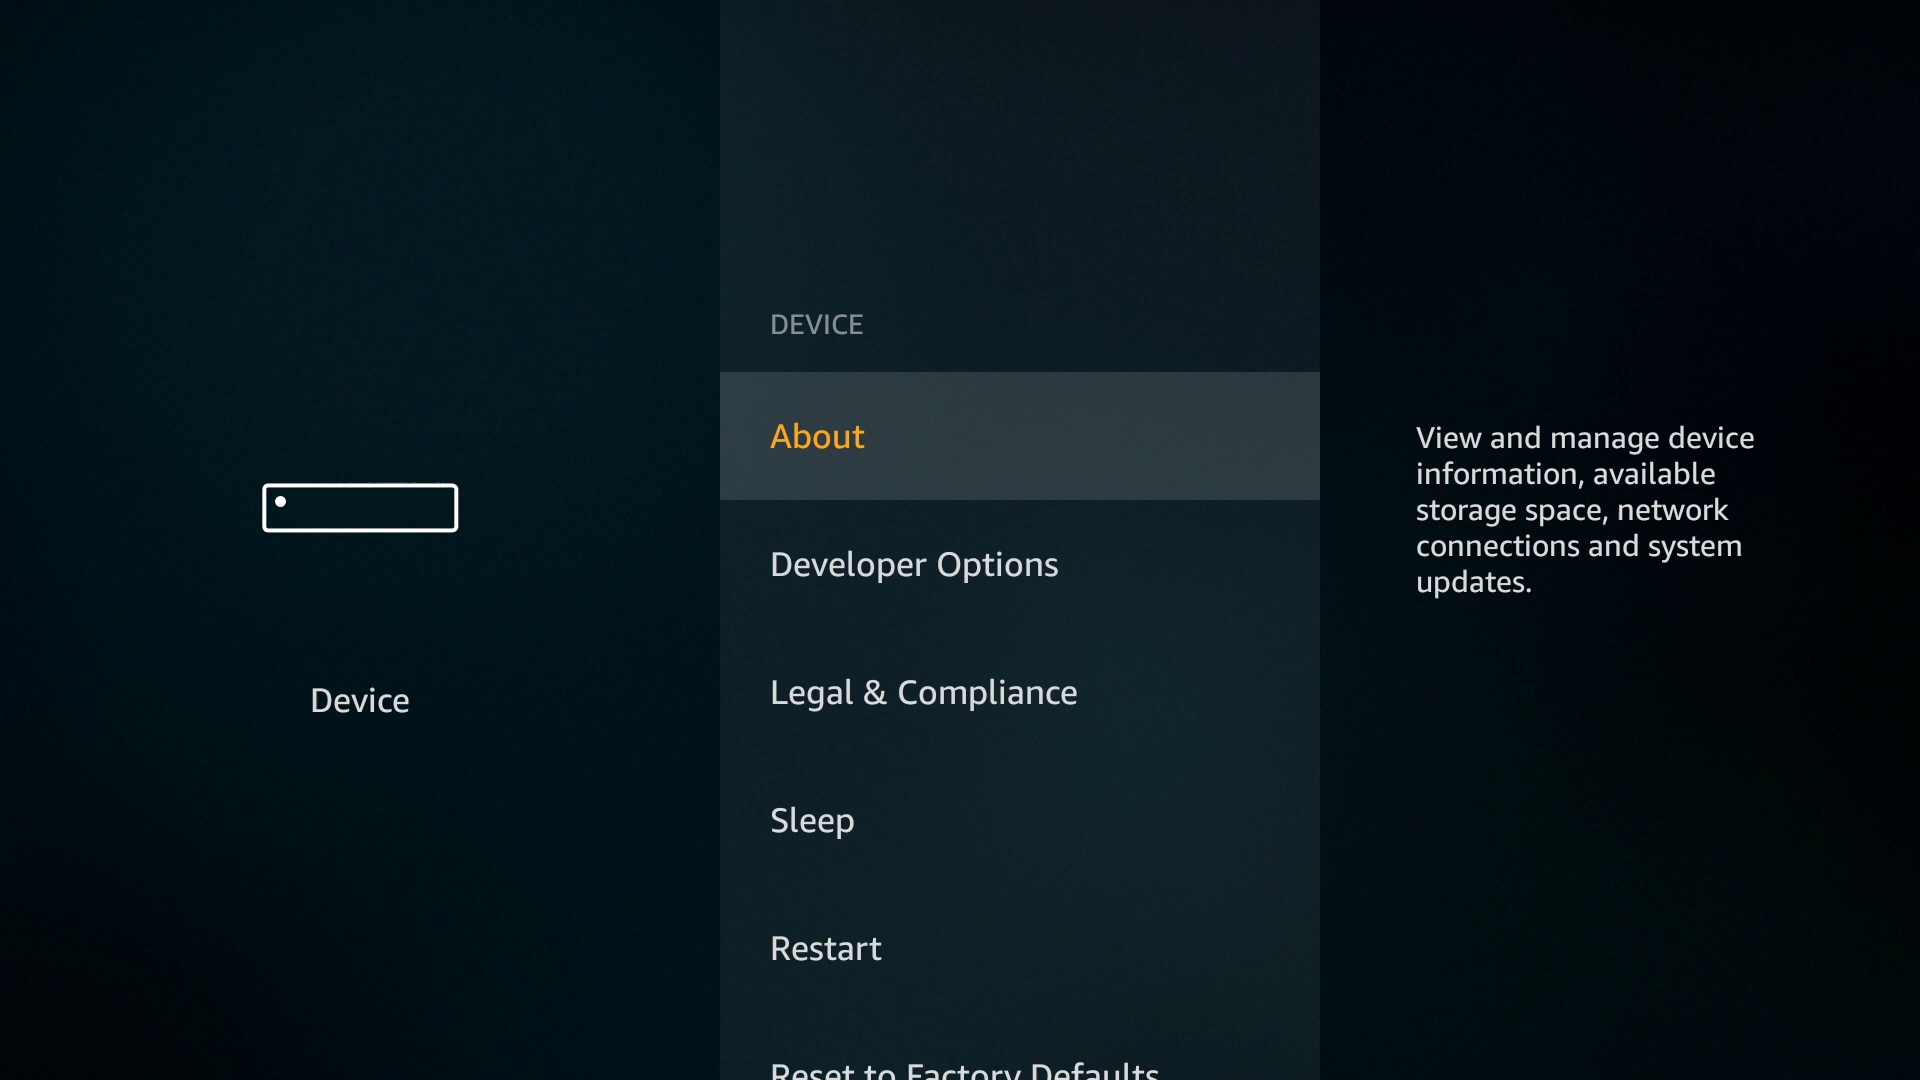 Device
DEVICE
About
Developer Options
Legal & Compliance
Sleep
Restart
Reset to Factory Defaults
View and manage device
information, available
storage space, network
connections and system
updates.